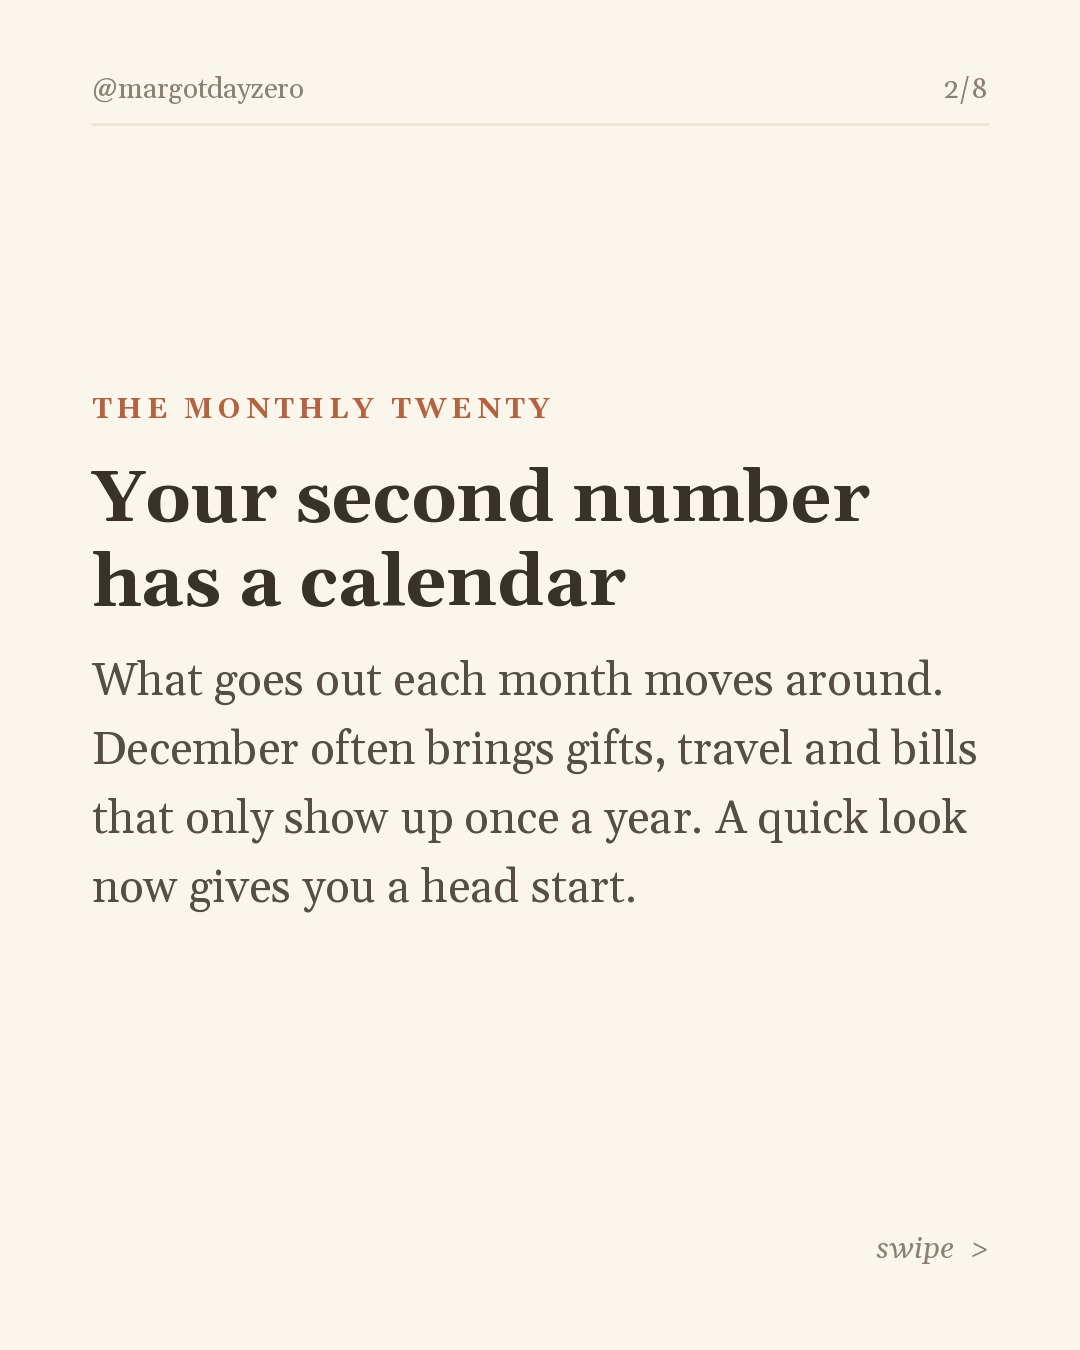 @margotdayzero
2/8
THE MONTHLY TWENTY
Your second number
has a calendar
What goes out each month moves around.
December often brings gifts, travel and bills
that only show up once a year. A quick look
now gives you a head start.
swipe >